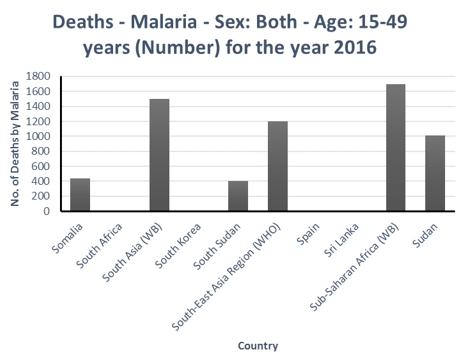 Deaths - Malaria - Sex: Both - Age: 15-49
years (Number) for the year 2016
No. of Deaths by Malaria
1800
1600
1400
1200
1000
800
600
400
200
0
Somalia
South Africa
South Asia (WB)
South Korea
South Sudan
South-East Asia Region (WHO)
Spain
Sri Lanka
Sub-Saharan Africa (WB)
Sudan
Country